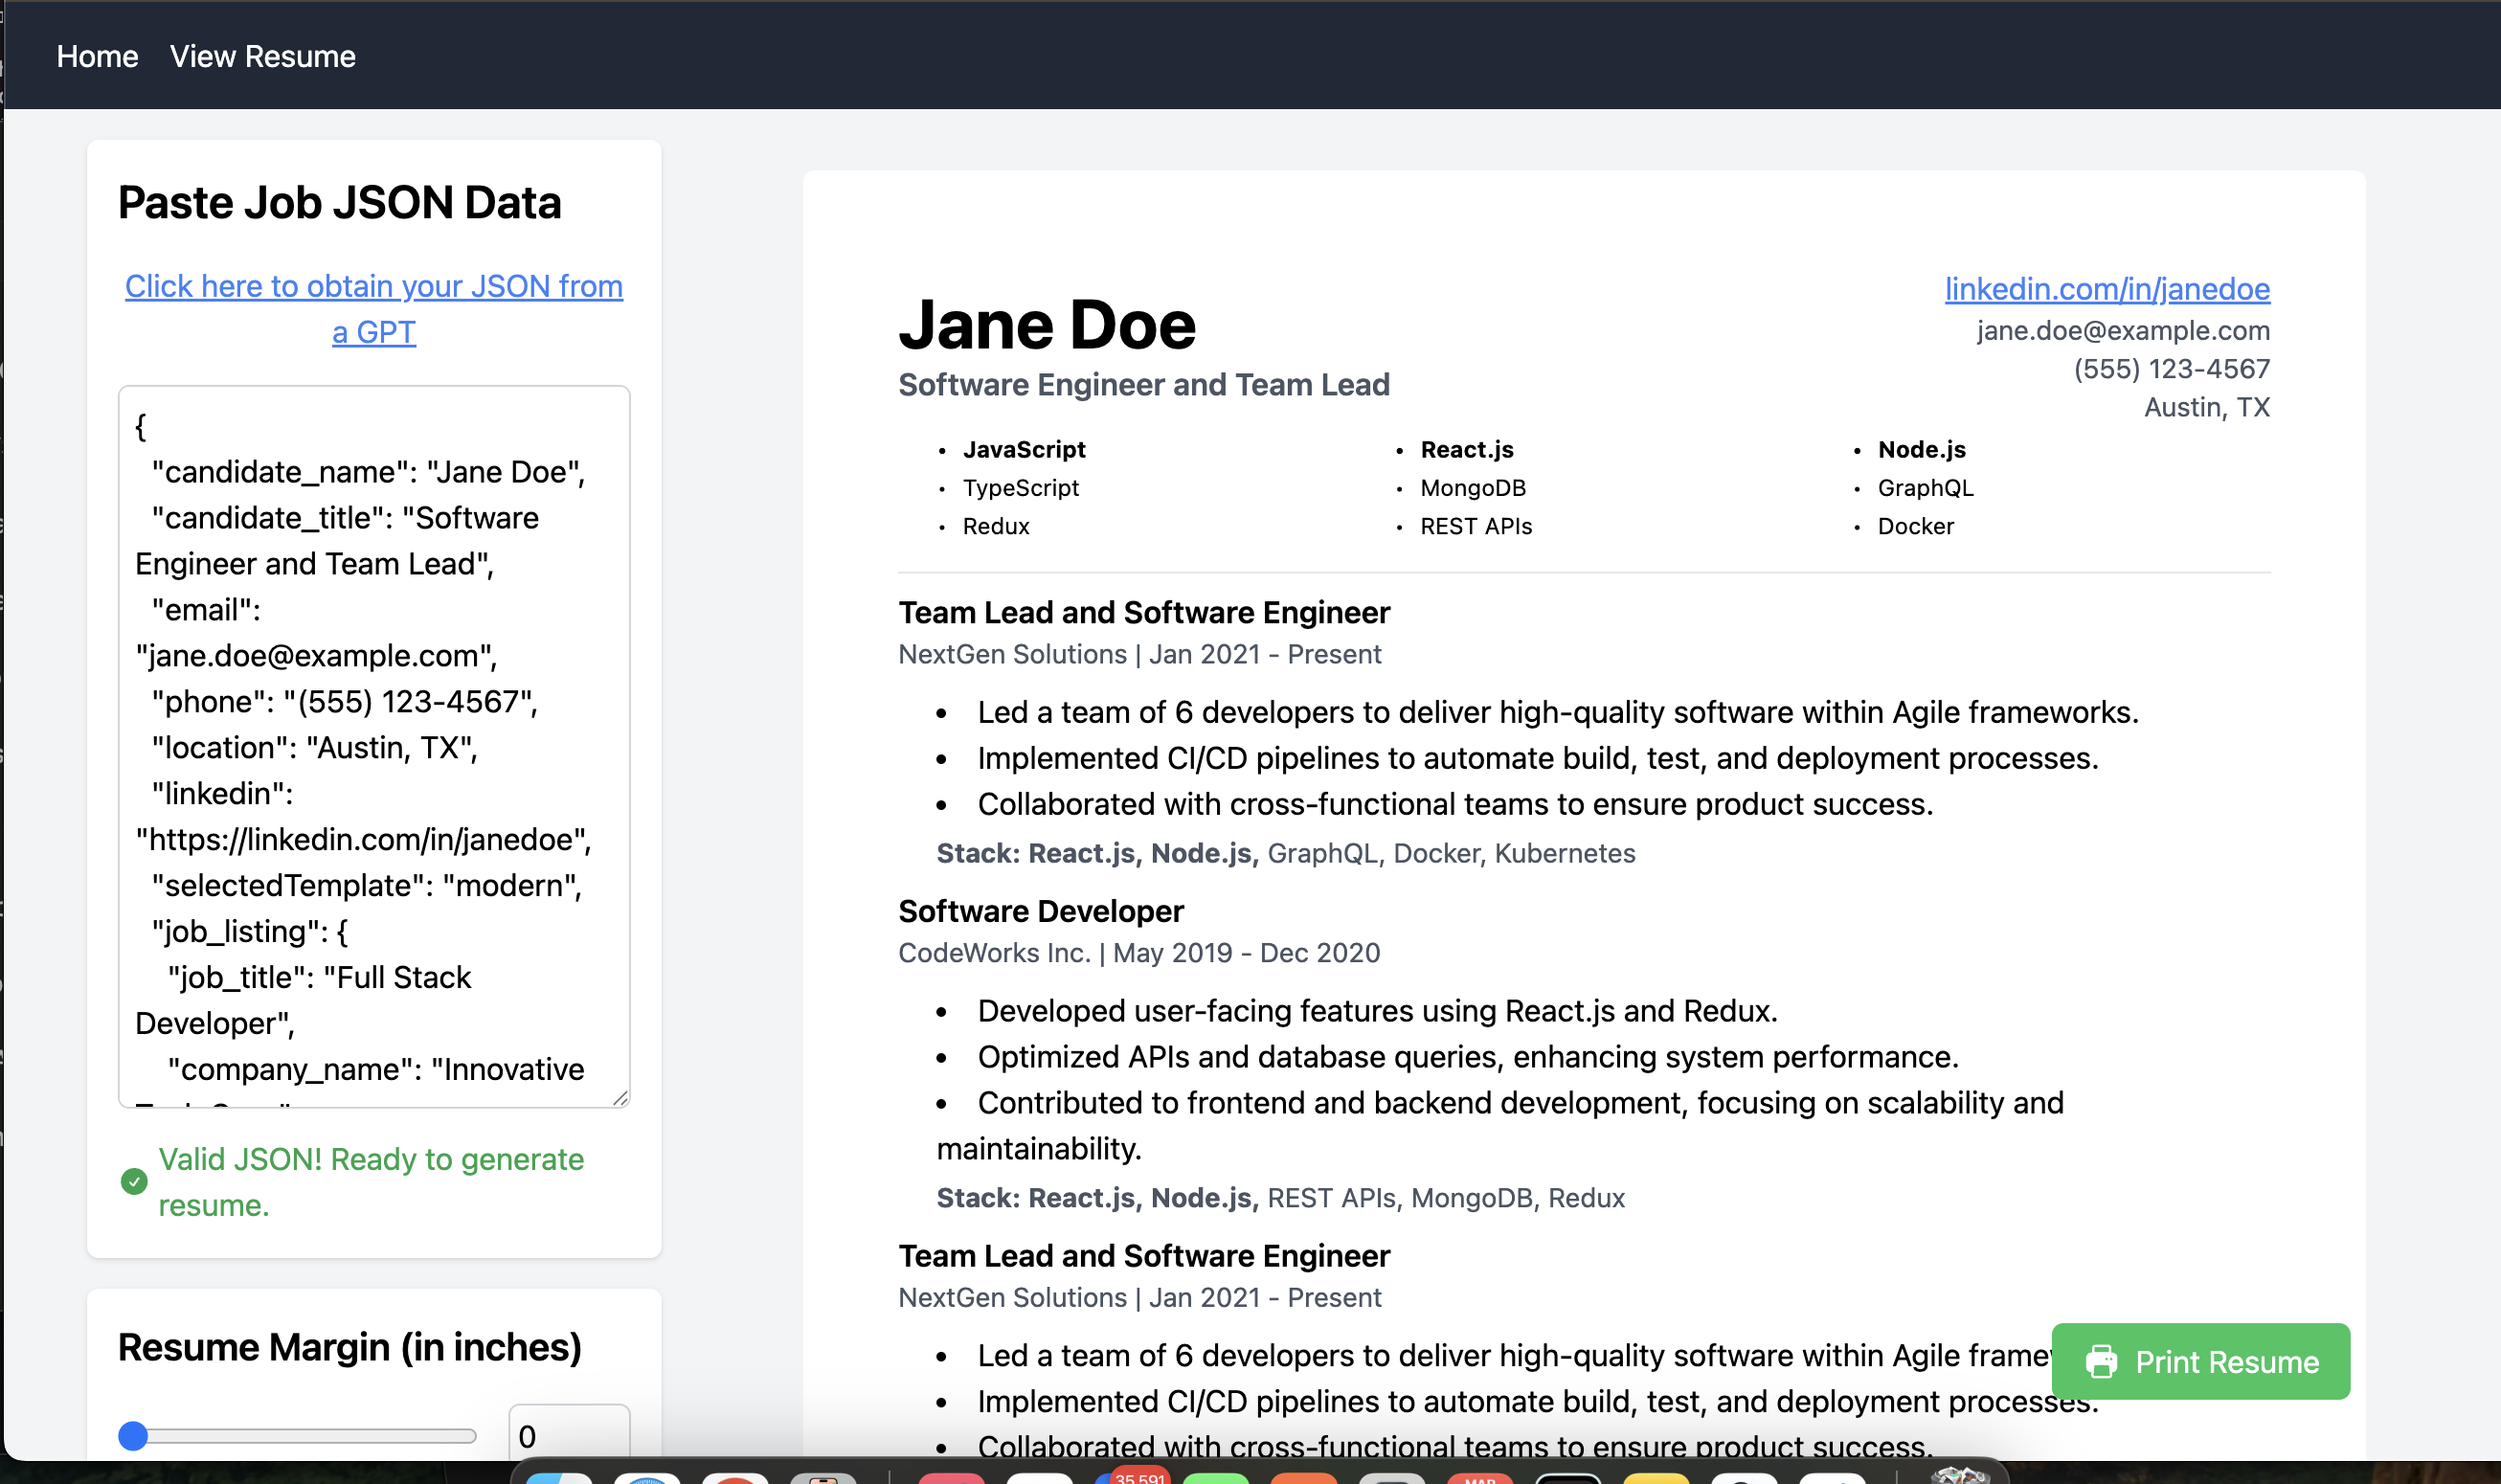 Home View Resume
Paste Job JSON Data
Click here to obtain your JSON from
a GPT
{
"candidate_name": "Jane Doe",
"candidate_title": "Software
Engineer and Team Lead",
"email":
"jane.doe@example.com",
"phone": "(555) 123-4567",
"location": "Austin, TX",
"linkedin":
"https://linkedin.com/in/janedoe",
"selectedTemplate": "modern",
"job_listing": {
"job_title": "Full Stack
Developer",
"company_name": "Innovative
Valid JSON! Ready to generate
resume.
Resume Margin (in inches)
0
Jane Doe
Software Engineer and Team Lead
linkedin.com/in/janedoe
jane.doe@example.com
(555) 123-4567
Austin, TX
• JavaScript • React.js • Node.js
• TypeScript • MongoDB • GraphQL
• Redux • REST APIs • Docker
Team Lead and Software Engineer
NextGen Solutions | Jan 2021 - Present
• Led a team of 6 developers to deliver high-quality software within Agile frameworks.
• Implemented CI/CD pipelines to automate build, test, and deployment processes.
• Collaborated with cross-functional teams to ensure product success.
Stack: React.js, Node.js, GraphQL, Docker, Kubernetes
Software Developer
CodeWorks Inc. | May 2019 - Dec 2020
• Developed user-facing features using React.js and Redux.
• Optimized APIs and database queries, enhancing system performance.
• Contributed to frontend and backend development, focusing on scalability and
maintainability.
Stack: React.js, Node.js, REST APIs, MongoDB, Redux
Team Lead and Software Engineer
NextGen Solutions | Jan 2021 - Present
• Led a team of 6 developers to deliver high-quality software within Agile frame
• Implemented CI/CD pipelines to automate build, test, and deployment processes.
• Collaborated with cross-functional teams to ensure product success.
Print Resume
35,591
MAR